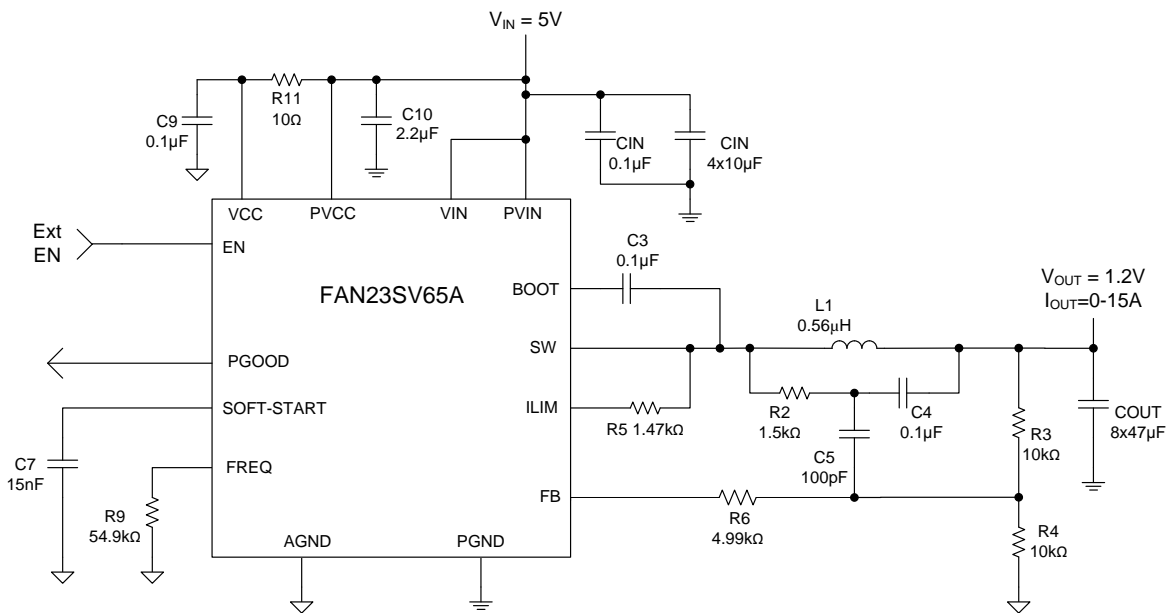 VIN = 5V
R11
10Ω
C9
0.1µF
C10
2.2µF
CIN
0.1µF
CIN
4x10µF
VCC
PVCC
VIN
PVIN
Ext
EN
EN
FAN23SV65A
BOOT
C3
0.1µF
VOUT = 1.2V
IOUT=0-15A
L1
0.56µH
SW
PGOOD
SOFT-START
ILIM
R5 1.47kΩ
R2
1.5kΩ
C4
0.1µF
C5
100pF
R3
10kΩ
COUT
8x47µF
C7
15nF
FREQ
R9
54.9kΩ
FB
R6
4.99kΩ
R4
10kΩ
AGND
PGND